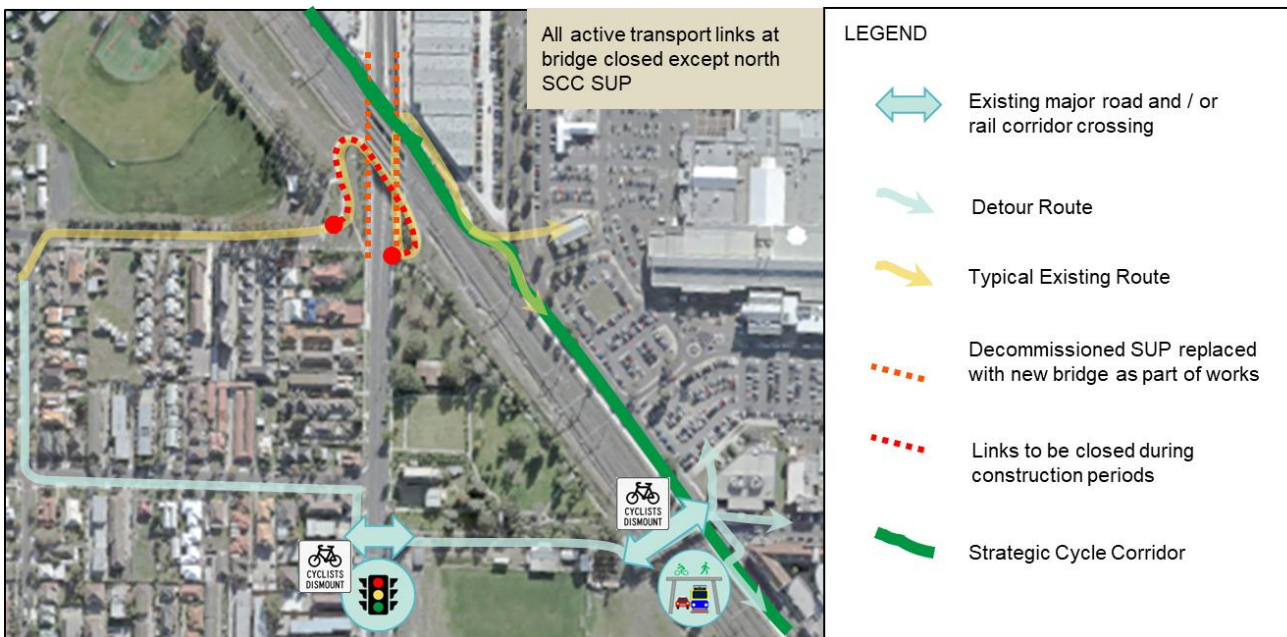 All active transport links at
bridge closed except north
SCC SUP
CYCLISTS
DISMOUNT
CYCLISTS
DISMOUNT
LEGEND
Existing major road and / or
rail corridor crossing
Detour Route
Typical Existing Route
Decommissioned SUP replaced
with new bridge as part of works
Links to be closed during
construction periods
Strategic Cycle Corridor